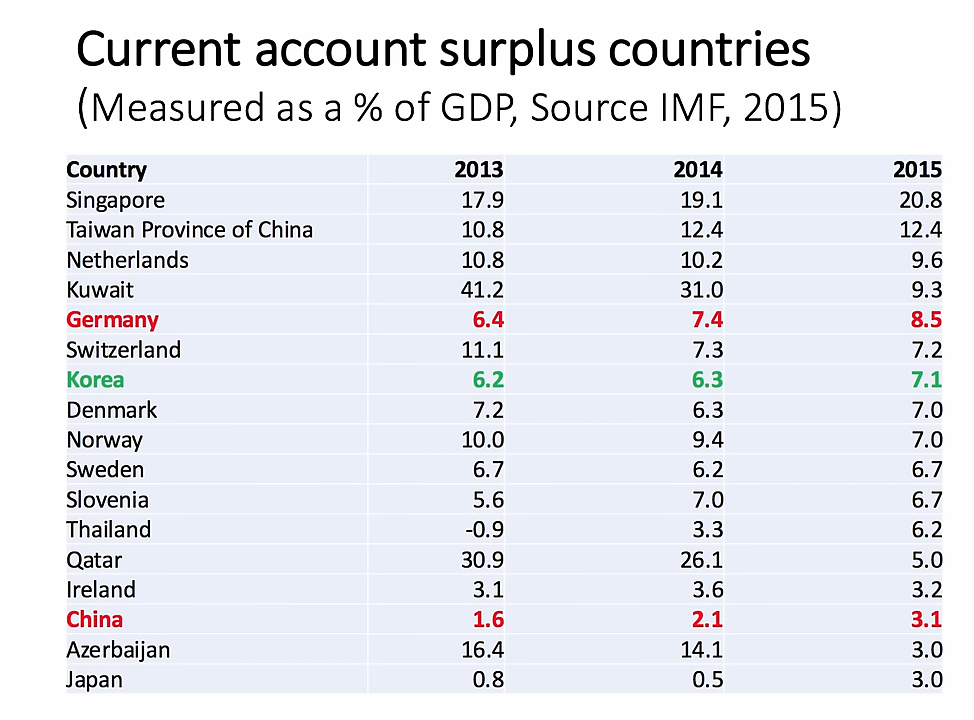 Current account surplus countries
(Measured as a % of GDP, Source IMF, 2015)
Country 2013 2014 2015
Singapore 17.9 19.1 20.8
Taiwan Province of China 10.8 12.4 12.4
Netherlands 10.8 10.2 9.6
Kuwait 41.2 31.0 9.3
Germany 6.4 7.4 8.5
Switzerland 11.1 7.3 7.2
Korea 6.2 6.3 7.1
Denmark 7.2 6.3 7.0
Norway 10.0 9.4 7.0
Sweden 6.7 6.2 6.7
Slovenia 5.6 7.0 6.7
Thailand -0.9 3.3 6.2
Qatar 30.9 26.1 5.0
Ireland 3.1 3.6 3.2
China 1.6 2.1 3.1
Azerbaijan 16.4 14.1 3.0
Japan 0.8 0.5 3.0